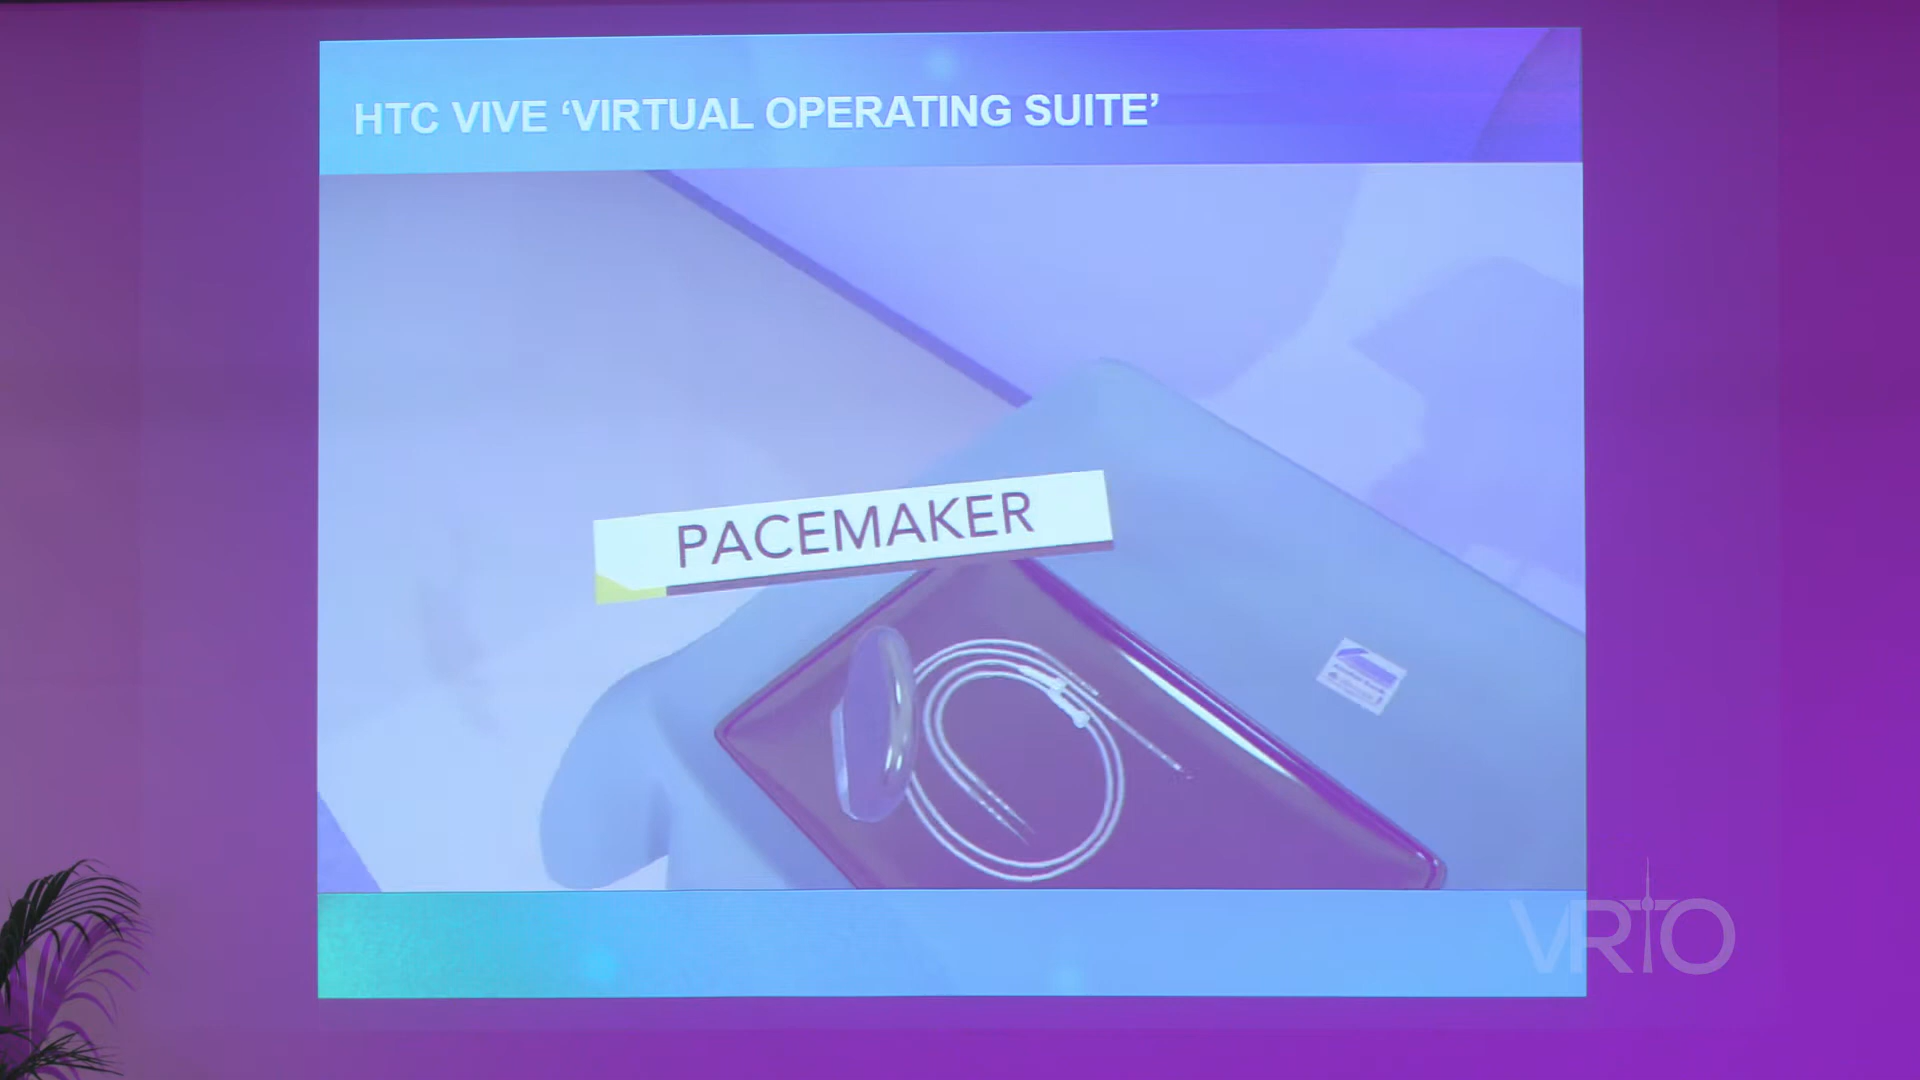 HTC VIVE ‘VIRTUAL OPERATING SUITE’
PACEMAKER
VRTO